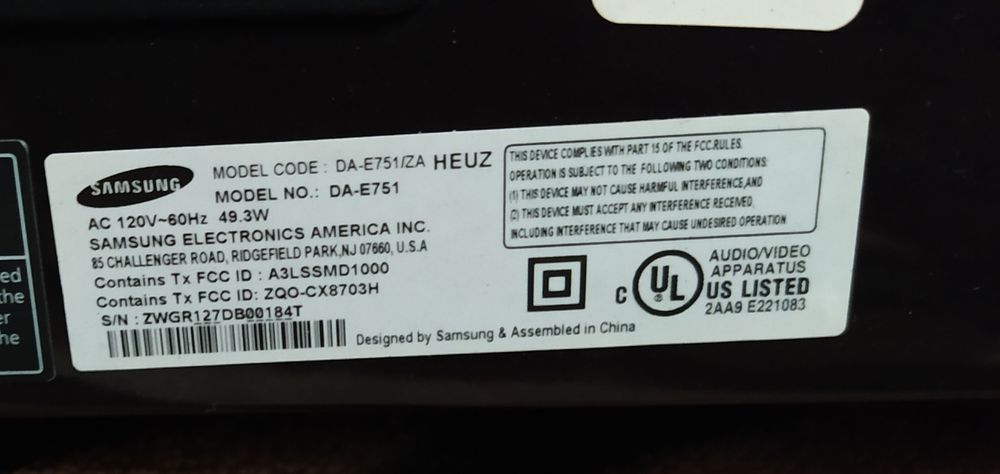 SAMSUNG
MODEL CODE : DA-E751/ZA HEUZ
MODEL NO.: DA-E751
AC 120V~60Hz 49.3W
SAMSUNG ELECTRONICS AMERICA INC.
85 CHALLENGER ROAD, RIDGEFIELD PARK,NJ 07660, U.S.A
Contains Tx FCC ID : A3LSSMD1000
Contains Tx FCC ID: ZQO-CX8703H
S/N : ZWGR127DB00184T
THIS DEVICE COMPLIES WITH PART 15 OF THE FCC.RULES.
OPERATION IS SUBJECT TO THE FOLLOWING TWO CONDITIONS:
(1) THIS DEVICE MAY NOT CAUSE HARMFUL INTERFERENCE,AND
(2) THIS DEVICE MUST ACCEPT ANY INTERFERENCE RECEIVED,
INCLUDING INTERFERENCE THAT MAY CAUSE UNDESIRED OPERATION.
C UL ®
AUDIO/VIDEO
APPARATUS
US LISTED
2AA9 E221083
Designed by Samsung & Assembled in China
ed
the
er
he